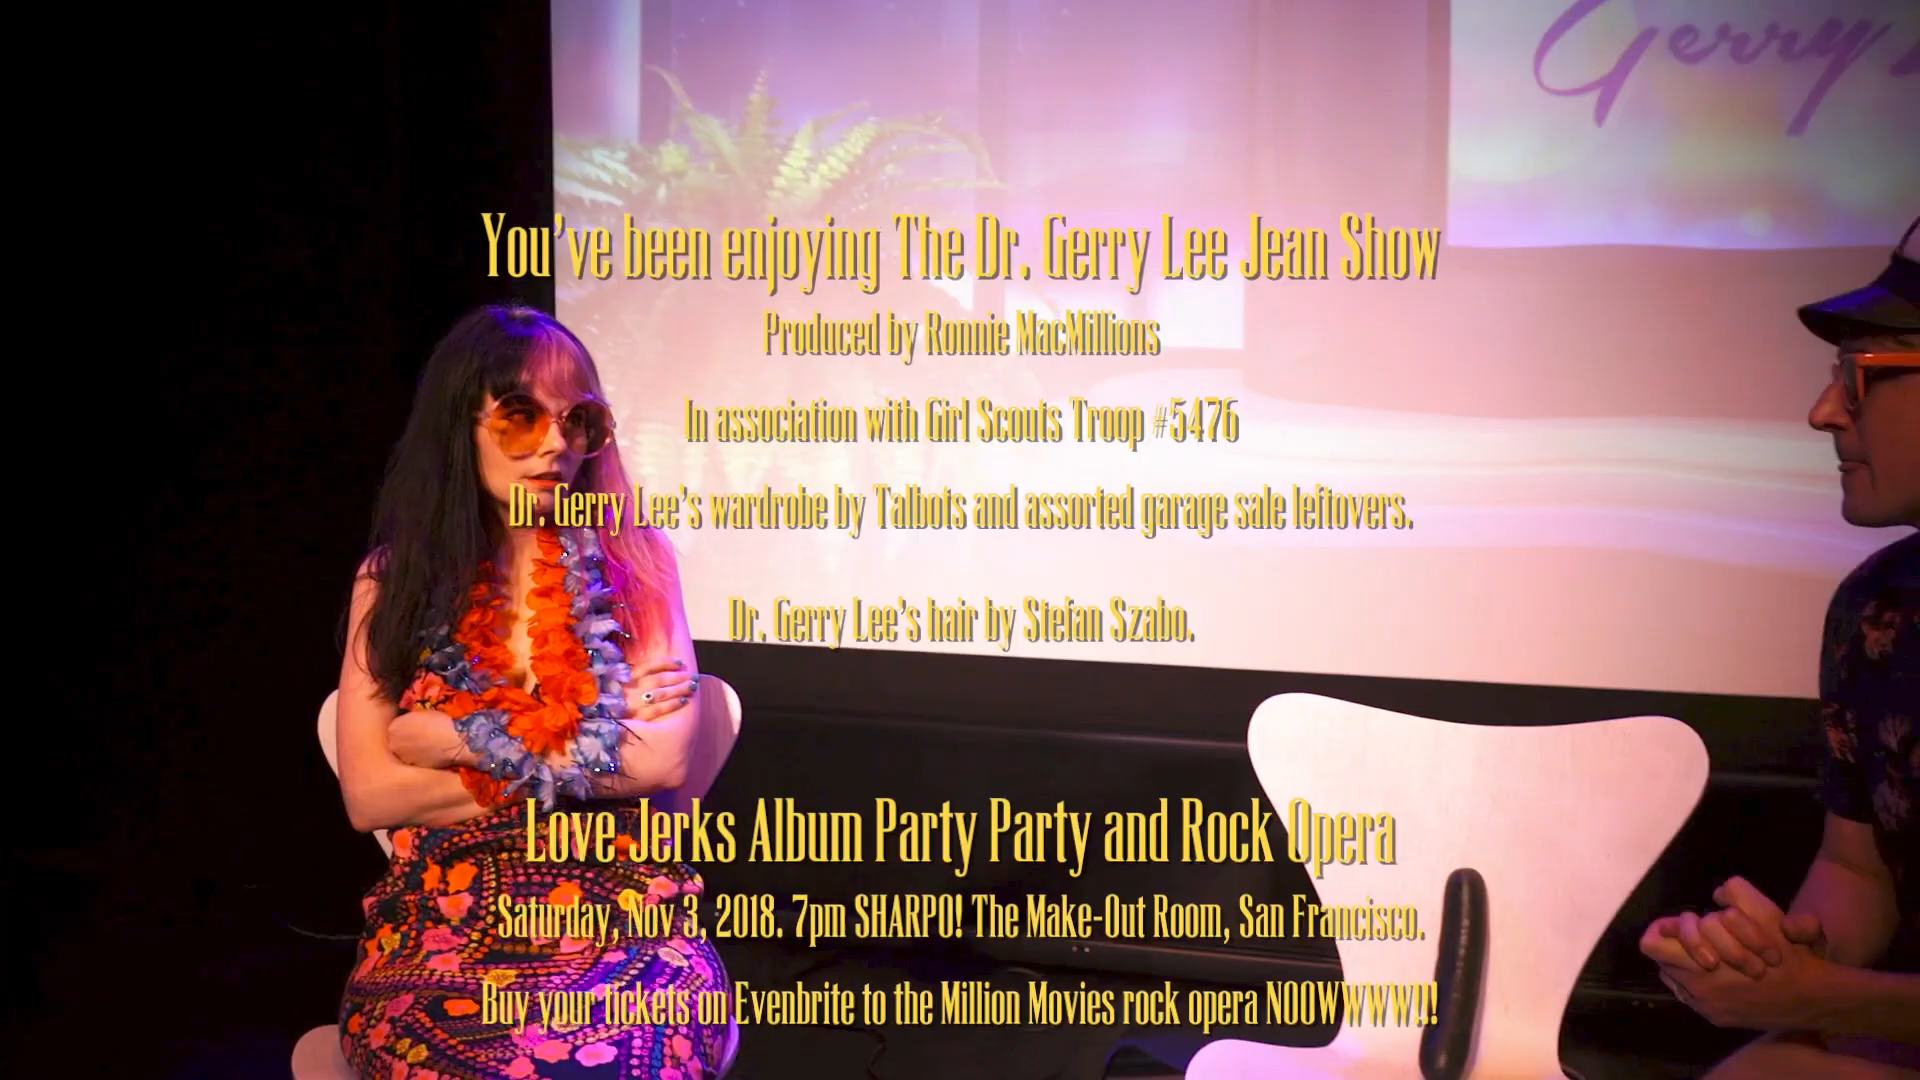 Gerry
You've been enjoying The Dr. Gerry Lee Jean Show
Produced by Ronnie MacMillions
In association with Girl Scouts Troop #5476
Dr. Gerry Lee's wardrobe by Talbots and assorted garage sale leftovers.
Dr. Gerry Lee's hair by Stefan Szabo.
Love Jerks Album Party Party and Rock Opera
Saturday, Nov 3, 2018. 7pm SHARPO! The Make-Out Room, San Francisco.
Buy your tickets on Evenbrite to the Million Movies rock opera NOOWWWW!!!